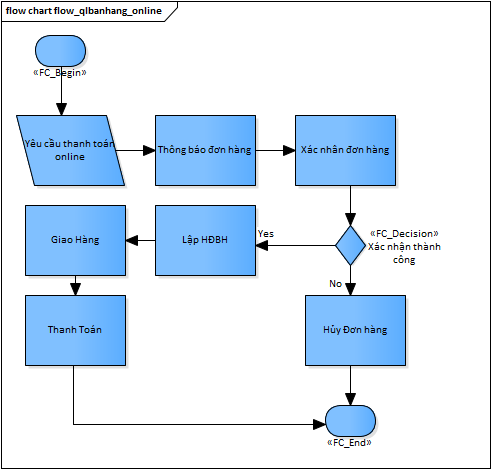 flow chart flow_qlbanhang_online
«FC_Begin»
Yêu cầu thanh toán
online
Thông báo đơn hàng
Xác nhân đơn hàng
«FC_Decision»
Xác nhận thành
công
Yes
Lập HĐBH
Giao Hàng
No
Thanh Toán
Hủy Đơn hàng
«FC_End»